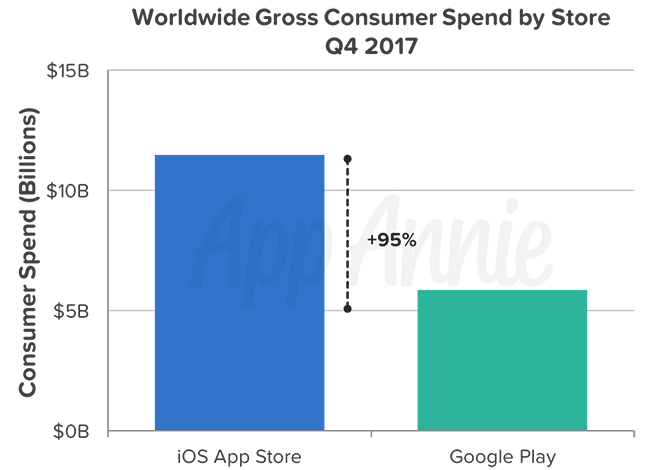 Worldwide Gross Consumer Spend by Store
Q4 2017
Consumer Spend (Billions)
$15B
$10B
$5B
$0B
+95%
App Annie
iOS App Store
Google Play